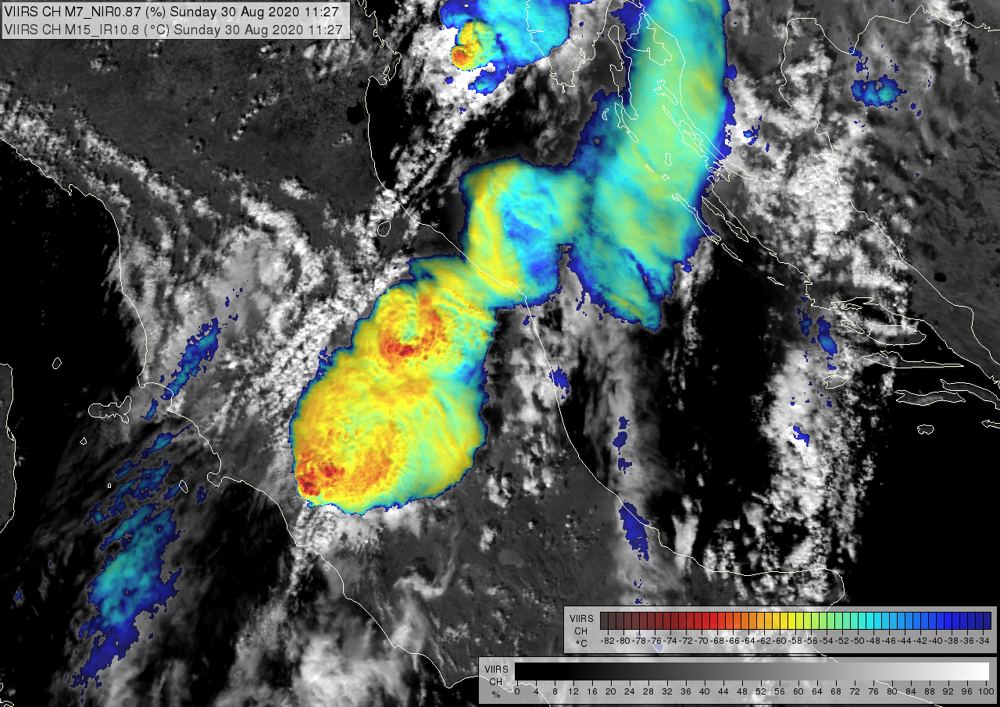 VIIRS CH M7_NIR0.87 (%) Sunday 30 Aug 2020 11:27
VIIRS CH M15_IR10.8 (°C) Sunday 30 Aug 2020 11:27
VIIRS
CH
°C
-82 -80 -78 -76 -74 -72 -70 -68 -66 -64 -62 -60 -58 -56 -54 -52 -50 -48 -46 -44 -42 -40 -38 -36 -34
VIIRS
CH
%
0 4 8 12 16 20 24 28 32 36 40 44 48 52 56 60 64 68 72 76 80 84 88 92 96 100